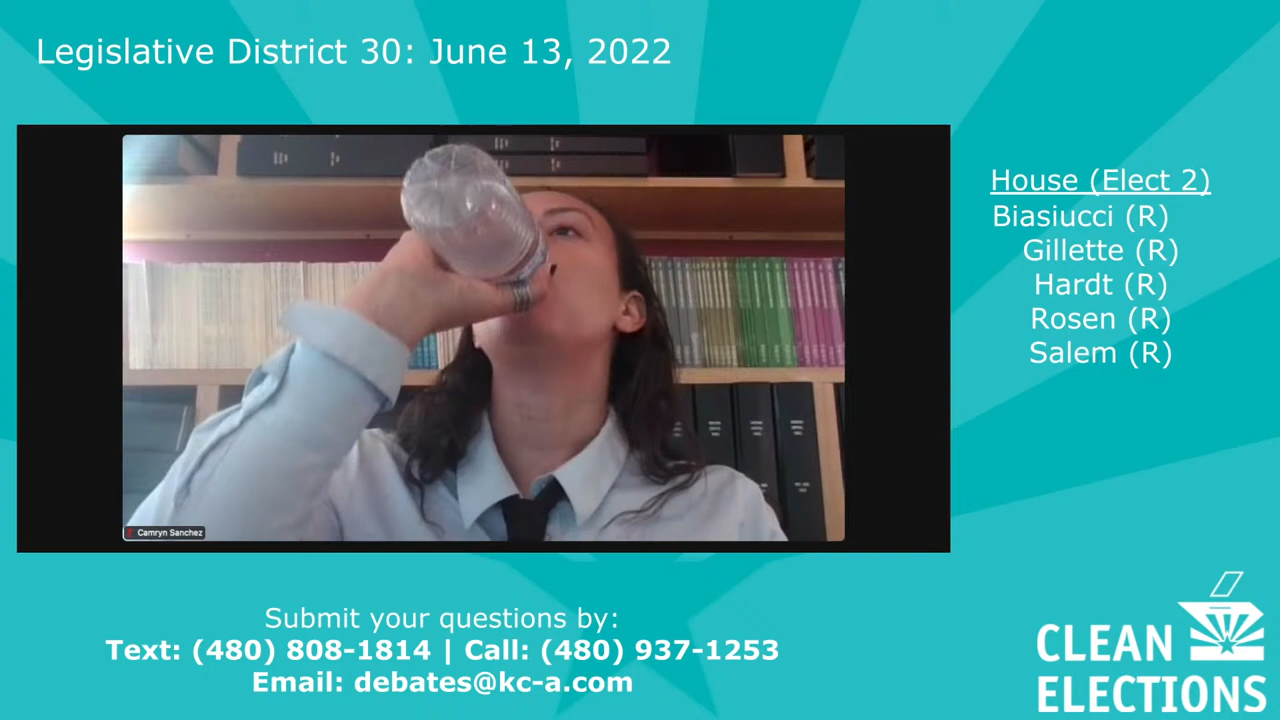 Legislative District 30: June 13, 2022
House (Elect 2)
Biasiucci (R)
Gillette (R)
Hardt (R)
Rosen (R)
Salem (R)
Camryn Sanchez
Submit your questions by:
Text: (480) 808-1814 | Call: (480) 937-1253
Email: debates@kc-a.com
CLEAN
ELECTIONS